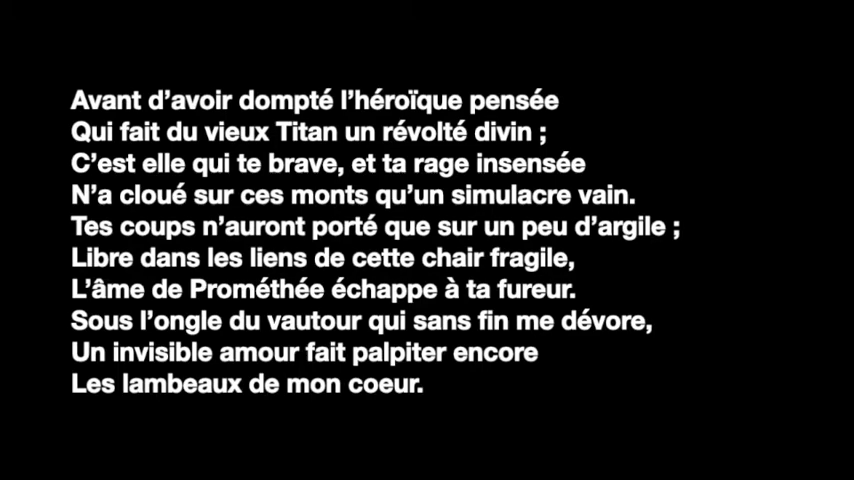 Avant d’avoir dompté l’héroïque pensée
Qui fait du vieux Titan un révolté divin ;
C’est elle qui te brave, et ta rage insensée
N’a cloué sur ces monts qu’un simulacre vain.
Tes coups n’auront porté que sur un peu d’argile ;
Libre dans les liens de cette chair fragile,
L’âme de Prométhée échappe à ta fureur.
Sous l’ongle du vautour qui sans fin me dévore,
Un invisible amour fait palpiter encore
Les lambeaux de mon coeur.